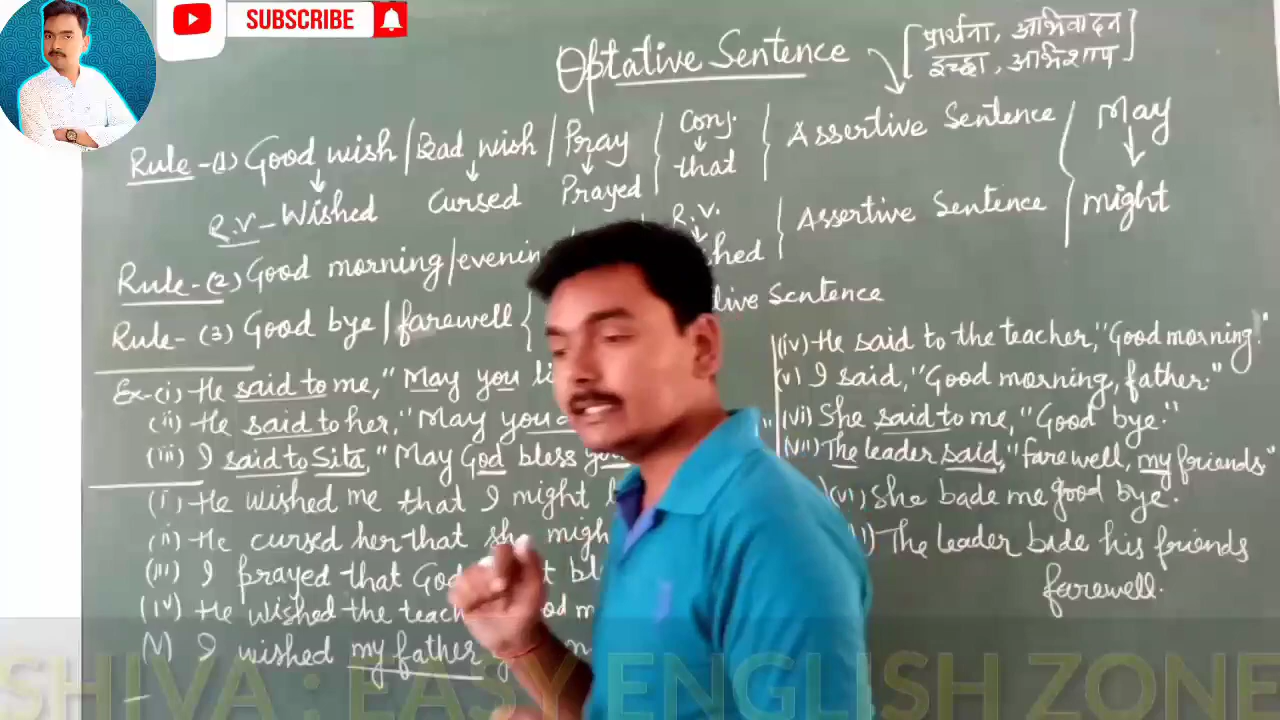 SUBSCRIBE
Optative Sentence
[प्रार्थना, अभिवादन
इच्छा, अभिशाप]
Rule-(1) Good wish / Bad wish / Pray { Conj. that } Assertive Sentence { May
R.V- Wished Cursed Prayed might
Rule-(2) Good morning/evenin R.V. shed } Assertive Sentence
Rule-(3) Good bye / farewell { tive Sentence
Ex-(i) He said to me, "May you li
(ii) He said to her, "May you
(iii) I said to Sita, "May God bless you
(iv) He said to the teacher, "Good morning."
(v) I said, "Good morning, father."
(vi) She said to me, "Good bye."
(vii) The leader said, "farewell, my friends"
(i) He wished me that I might
(ii) He cursed her that she migh
(iii) I prayed that God t bl
(iv) He wished the teach od m
(V) I wished my father g
(vi) She bade me good bye.
) The leader bade his friends
farewell.
SHIVA : EASY ENGLISH ZONE